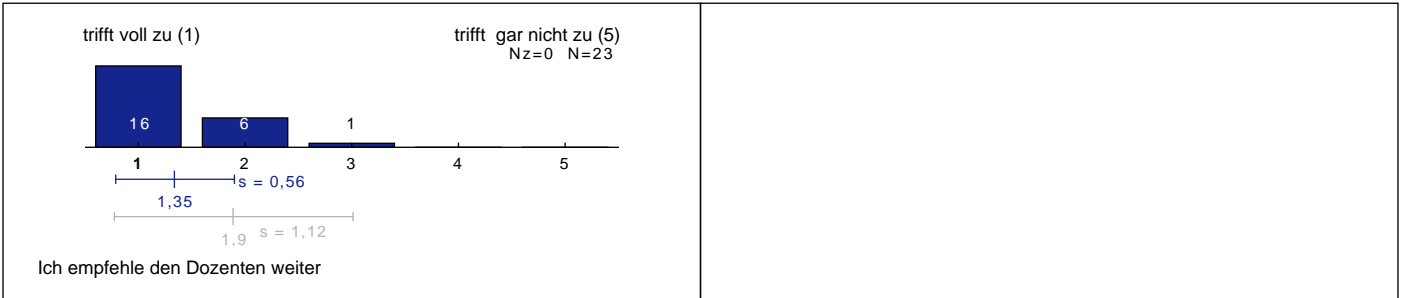 trifft voll zu (1) trifft  gar nicht zu (5)
Nz=0  N=23
16 6 1
1 2 3 4 5
s = 0,56
1,35
s = 1,12
1.9
Ich empfehle den Dozenten weiter